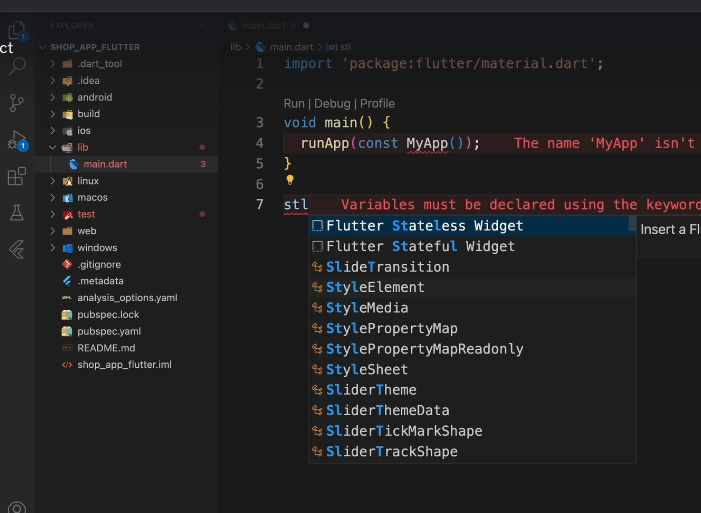 EXPLORER
ct
SHOP_APP_FLUTTER
.dart_tool
.idea
android
build
ios
lib
main.dart 3
linux
macos
test
web
windows
.gitignore
.metadata
analysis_options.yaml
pubspec.lock
pubspec.yaml
README.md
shop_app_flutter.iml
1
1
main.dart 3
lib > main.dart > stl
1 import 'package:flutter/material.dart';
2
Run | Debug | Profile
3 void main() {
4 runApp(const MyApp()); The name 'MyApp' isn't
5 }
6
7 stl Variables must be declared using the keyword
Flutter Stateless Widget
Insert a Fl
Flutter Stateful Widget
SlideTransition
StyleElement
StyleMedia
StylePropertyMap
StylePropertyMapReadonly
StyleSheet
SliderTheme
SliderThemeData
SliderTickMarkShape
SliderTrackShape